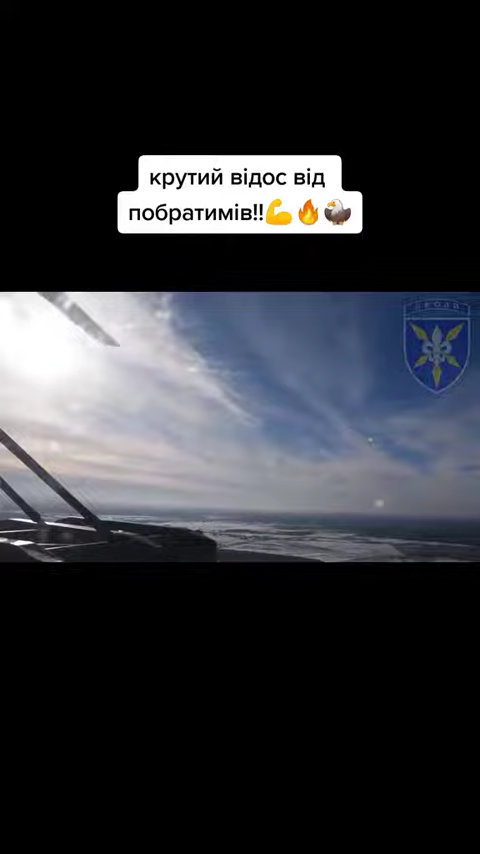 крутий відос від
побратимів!!💪🔥🦅